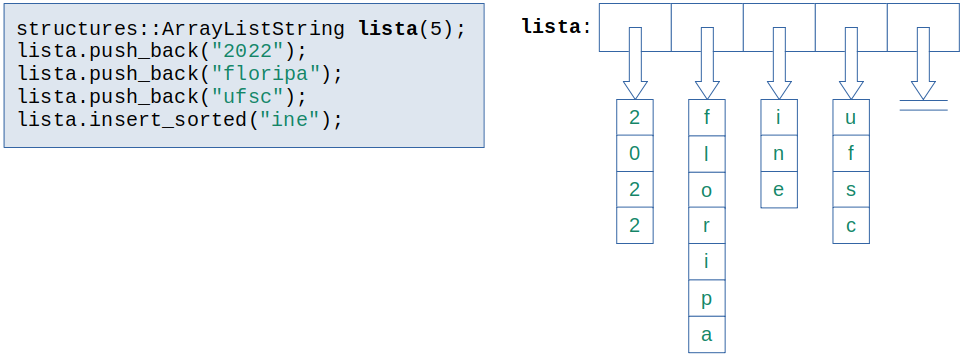 structures::ArrayListString lista(5);
lista.push_back("2022");
lista.push_back("floripa");
lista.push_back("ufsc");
lista.insert_sorted("ine");
lista:
2
0
2
2
f
l
o
r
i
p
a
i
n
e
u
f
s
c